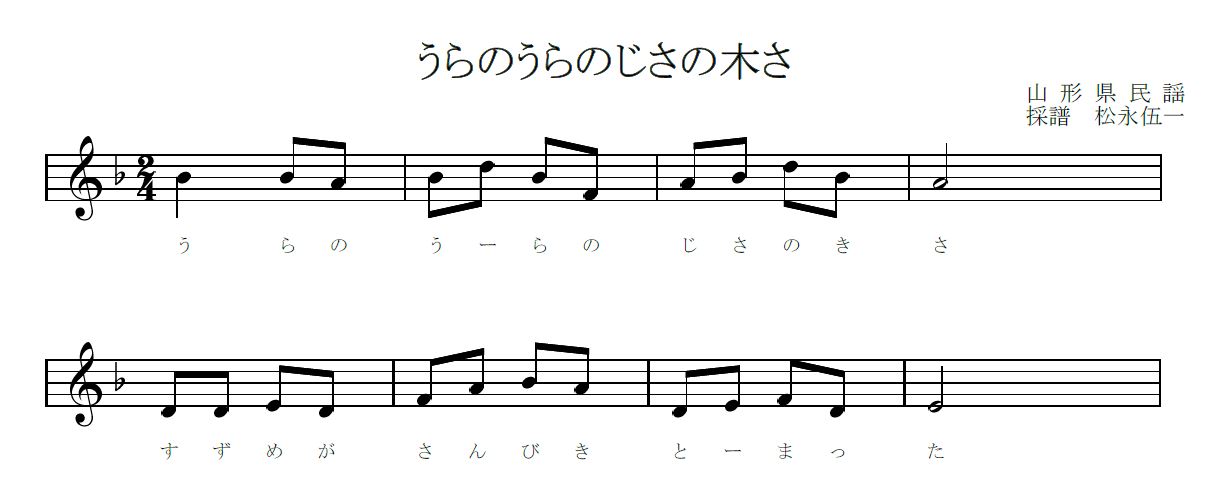 うらのうらのじさの木さ
山形県民謡
採譜　松永伍一
2
4
う らの うーらの じさのき さ
すずめが さんびき とーまっ た